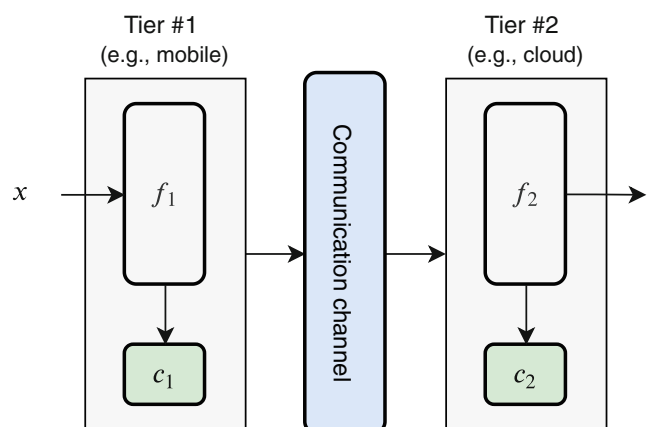 Tier #1
(e.g., mobile)
Tier #2
(e.g., cloud)
x
f₁
Communication channel
f₂
c₁
c₂